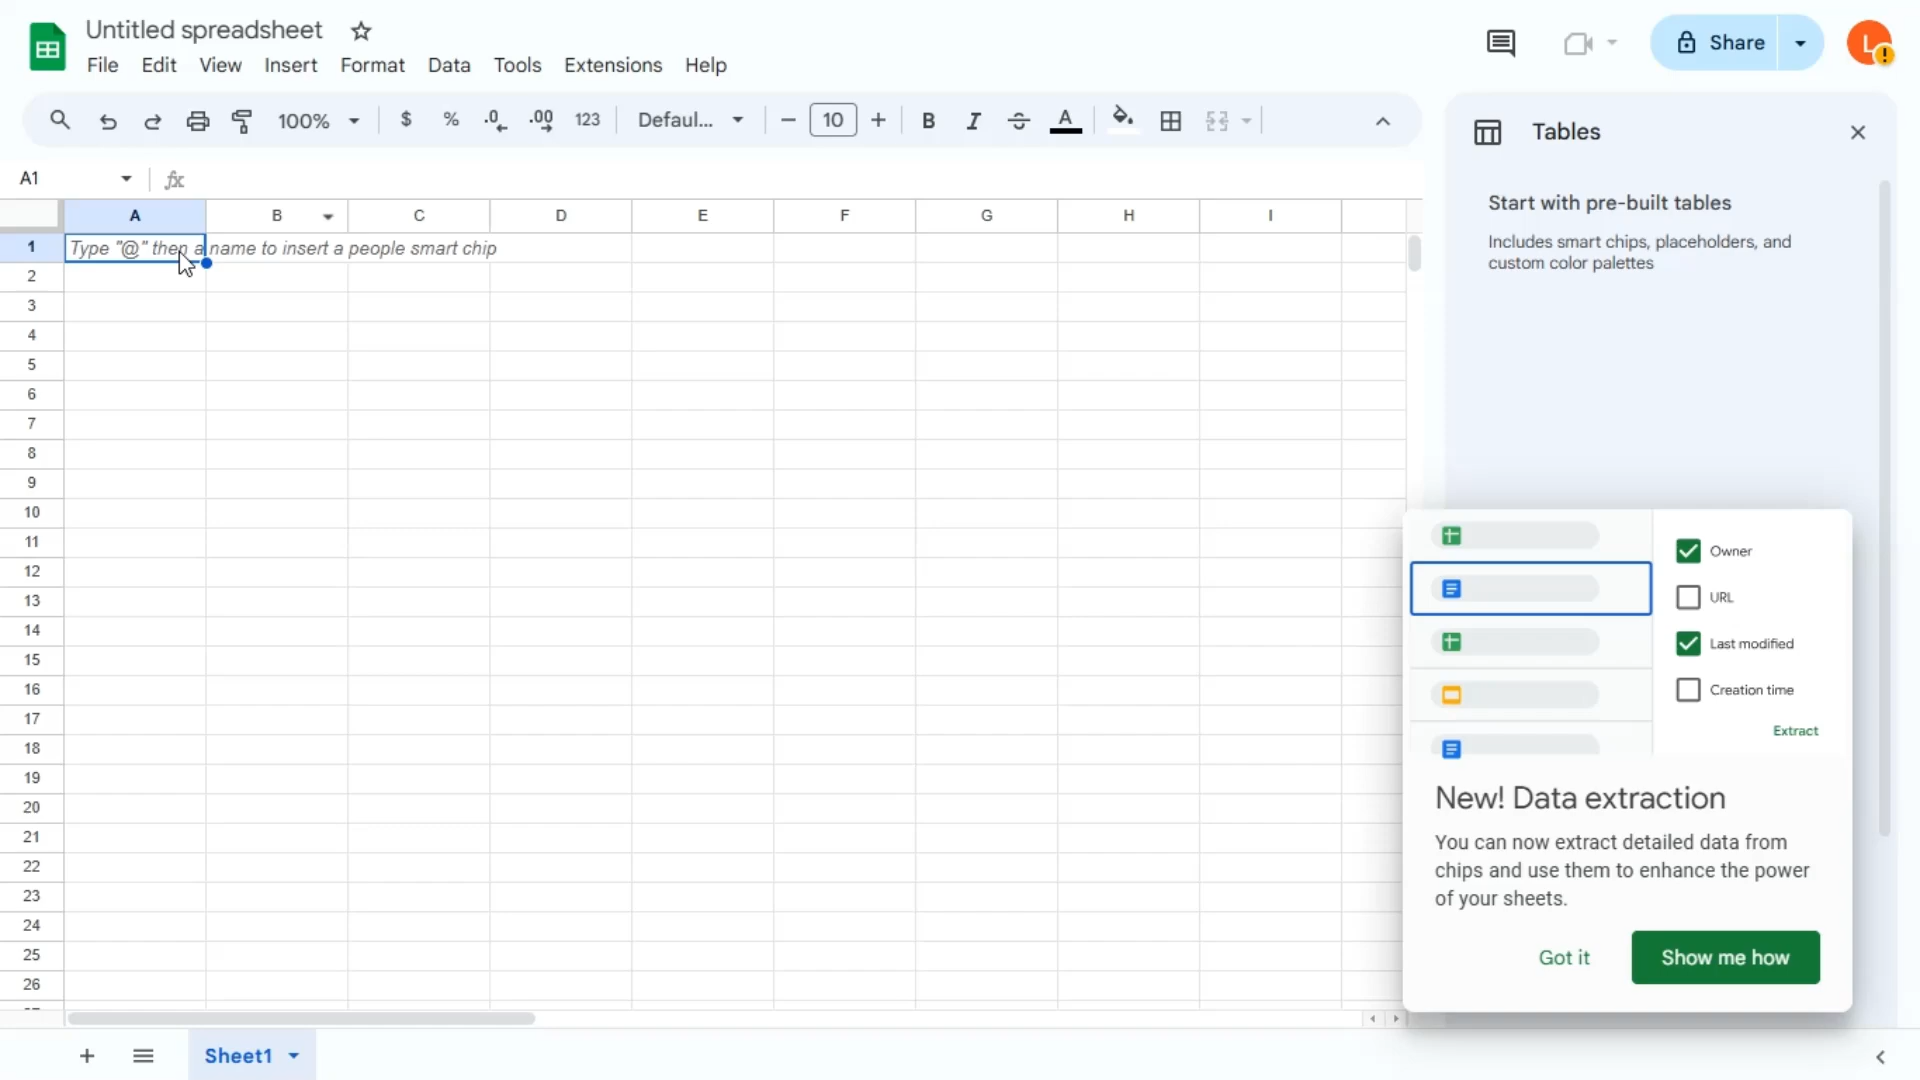 Untitled spreadsheet
File Edit View Insert Format Data Tools Extensions Help
Share
L
100% $ % .0 .00 123 Defaul... 10 B I S A
Tables
A1 fx
Start with pre-built tables
Includes smart chips, placeholders, and
custom color palettes
A B C D E F G H I
1 Type "@" then a name to insert a people smart chip
2
3
4
5
6
7
8
9
10
11
12
13
14
15
16
17
18
19
20
21
22
23
24
25
26
Owner
URL
Last modified
Creation time
Extract
New! Data extraction
You can now extract detailed data from
chips and use them to enhance the power
of your sheets.
Got it Show me how
Sheet1